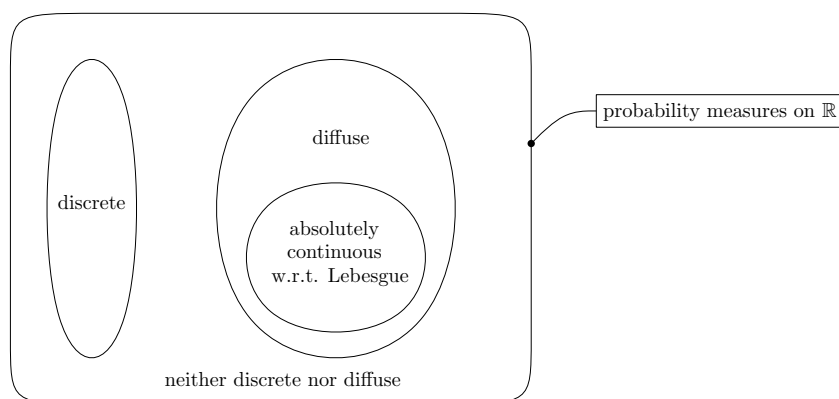 probability measures on ℝ
diffuse
discrete
absolutely
continuous
w.r.t. Lebesgue
neither discrete nor diffuse